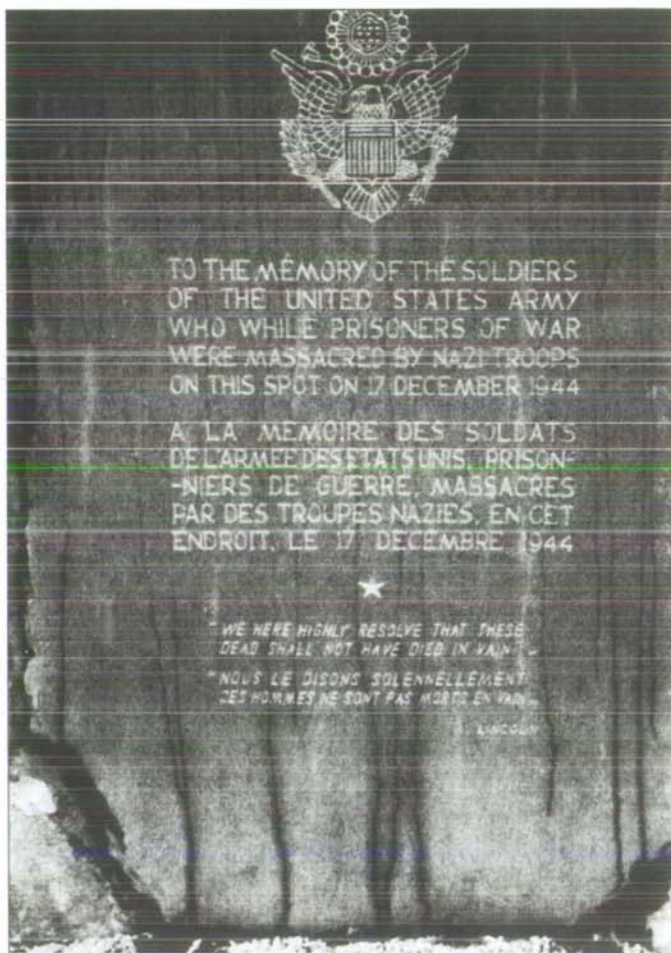 TO THE MEMORY OF THE SOLDIERS
OF THE UNITED STATES ARMY
WHO WHILE PRISONERS OF WAR
WERE MASSACRED BY NAZI TROOPS
ON THIS SPOT ON 17 DECEMBER 1944
A LA MEMOIRE DES SOLDATS
DE L'ARMEE DES ETATS UNIS, PRISON-
-NIERS DE GUERRE, MASSACRES
PAR DES TROUPES NAZIES, EN CET
ENDROIT, LE 17 DECEMBRE 1944
"WE HERE HIGHLY RESOLVE THAT THESE
DEAD SHALL NOT HAVE DIED IN VAIN..."
"NOUS LE DISONS SOLENNELLEMENT
CES HOMMES NE SONT PAS MORTS EN VAIN..."
LINCOLN